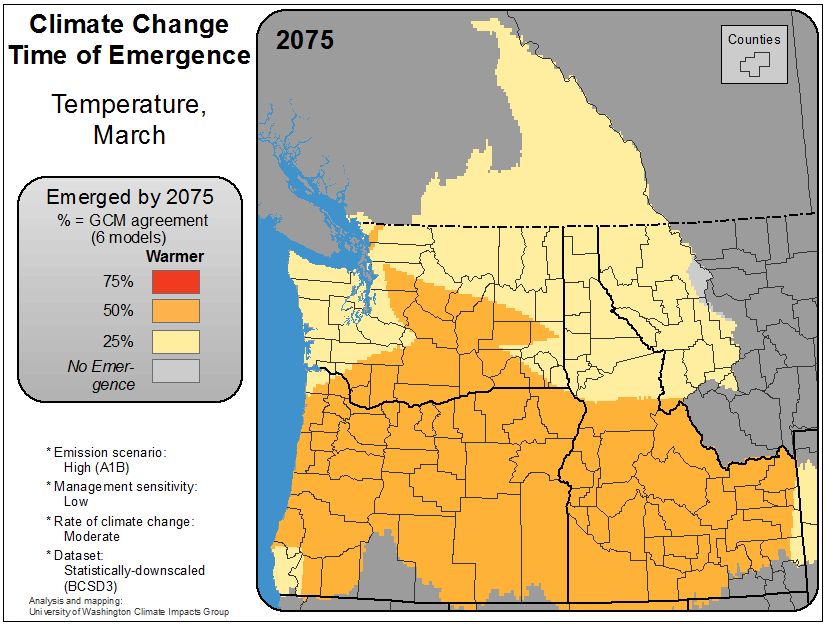 Climate Change
Time of Emergence
Temperature,
March
Emerged by 2075
% = GCM agreement
(6 models)
Warmer
75%
50%
25%
No Emer-
gence
* Emission scenario:
High (A1B)
* Management sensitivity:
Low
* Rate of climate change:
Moderate
* Dataset:
Statistically-downscaled
(BCSD3)
Analysis and mapping:
University of Washington Climate Impacts Group
2075
Counties